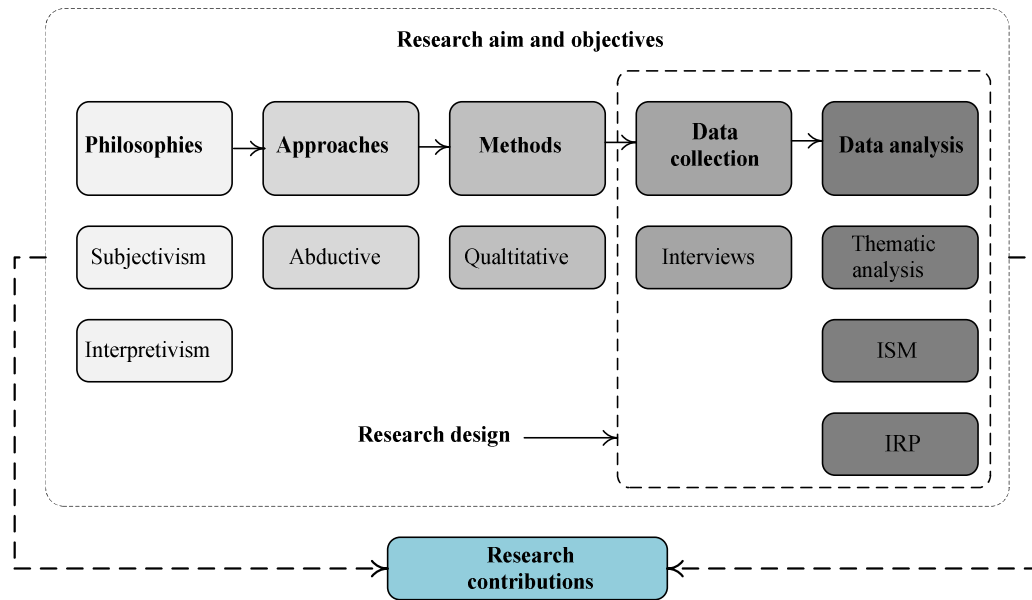 Research aim and objectives
Philosophies
Approaches
Methods
Data
collection
Data analysis
Subjectivism
Abductive
Qualtitative
Interviews
Thematic
analysis
Interpretivism
ISM
Research design
IRP
Research
contributions